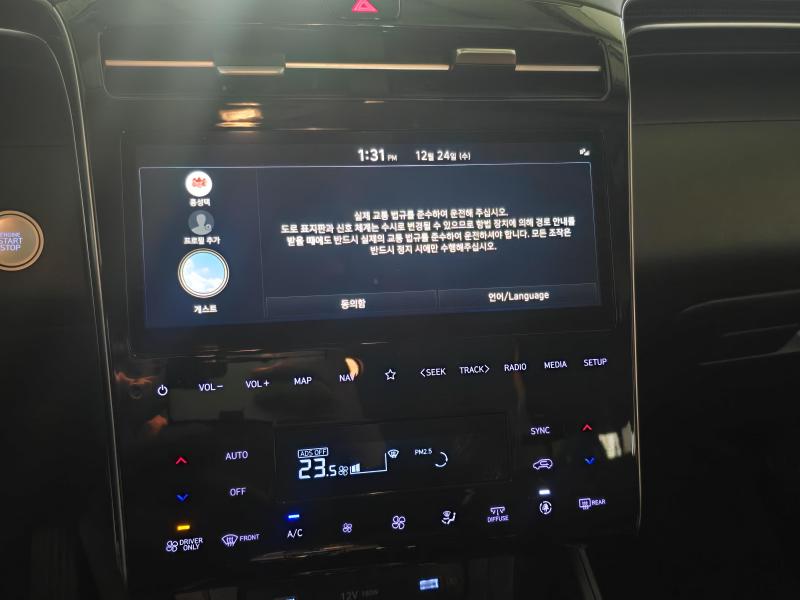 1:31 PM 12월 24일 (수)
홍성택
프로필 추가
게스트
실제 교통 법규를 준수하여 운전해 주십시오.
도로 표지판과 신호 체계는 수시로 변경될 수 있으므로 항법 장치에 의해 경로 안내를
받을 때에도 반드시 실제의 교통 법규를 준수하여 운전하셔야 합니다. 모든 조작은
반드시 정지 시에만 수행해주십시오.
동의함
언어/Language
ENGINE
START
STOP
VOL－ VOL＋ MAP NAV <SEEK TRACK> RADIO MEDIA SETUP
AUTO
OFF
ADS OFF
23.5
PM2.5
SYNC
DRIVER
ONLY
FRONT
A/C
DIFFUSE
REAR
12V 180W